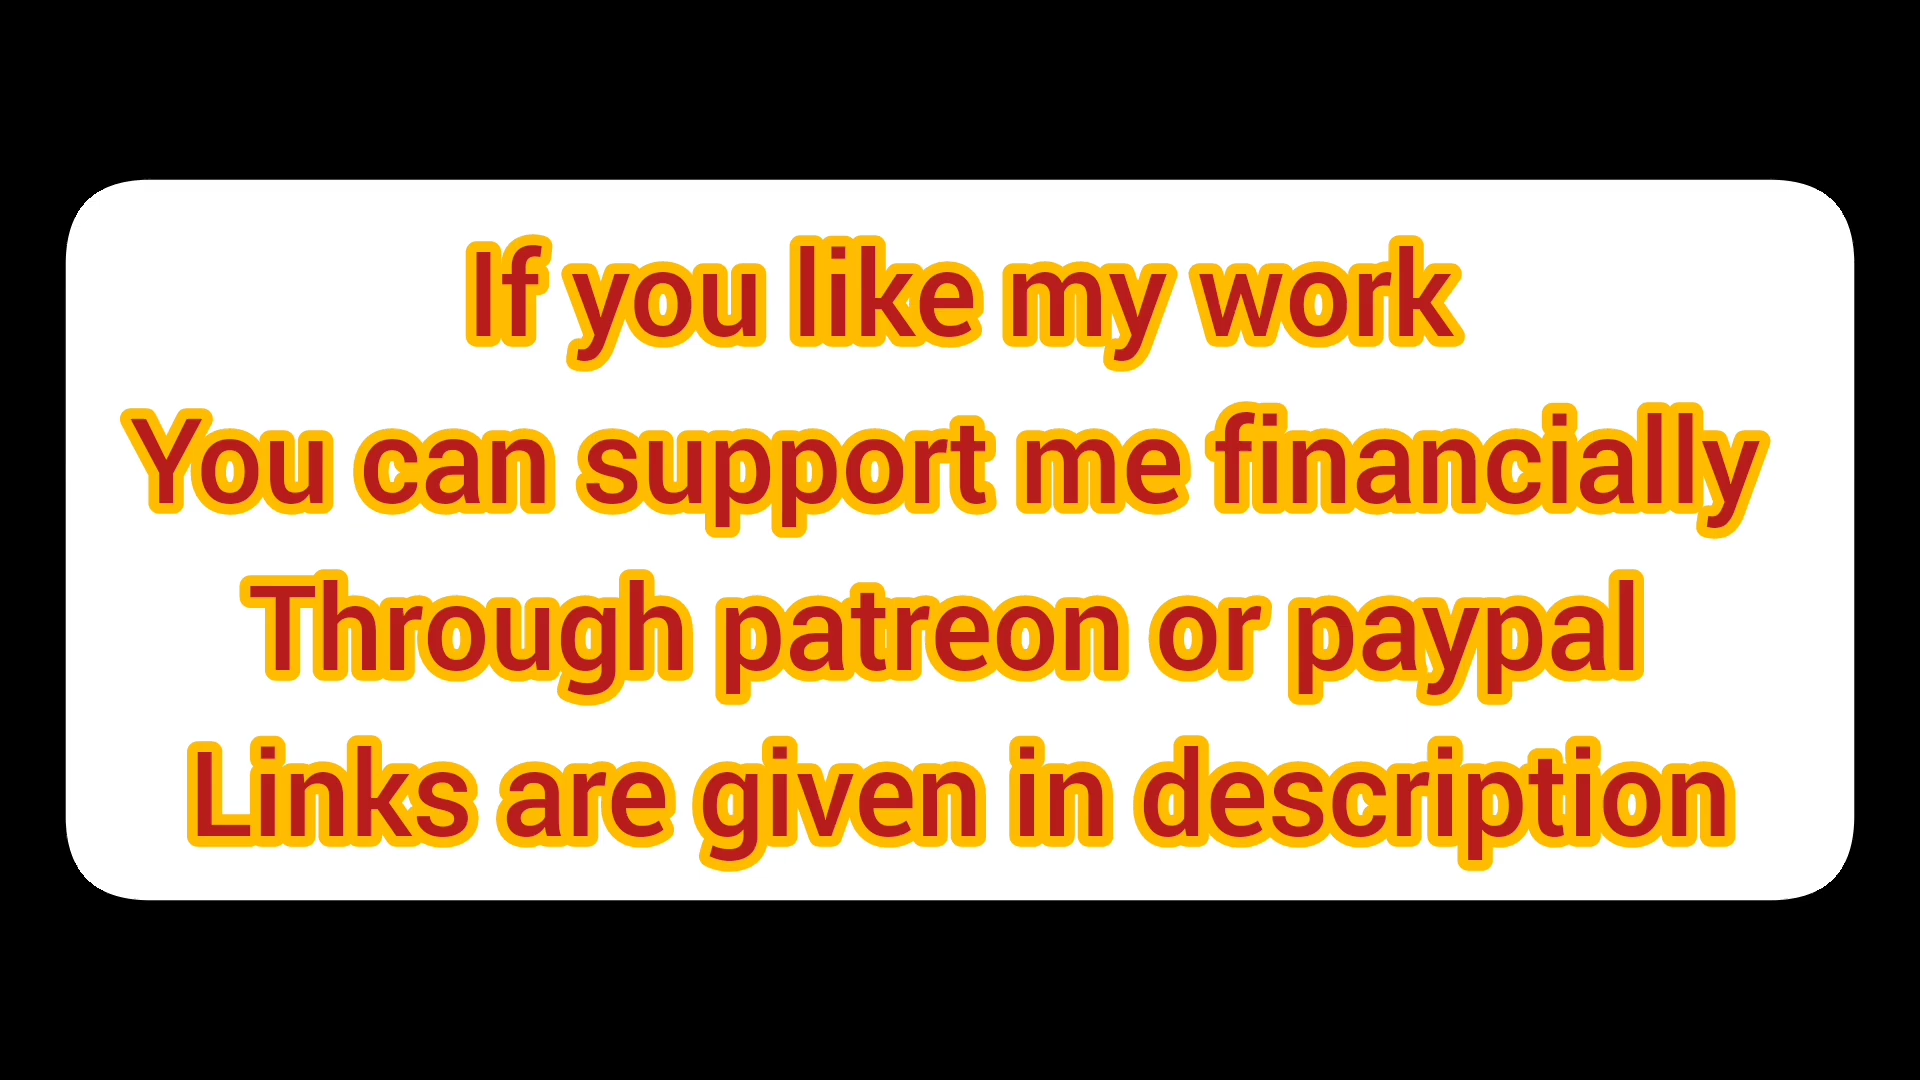 If you like my work
You can support me financially
Through patreon or paypal
Links are given in description